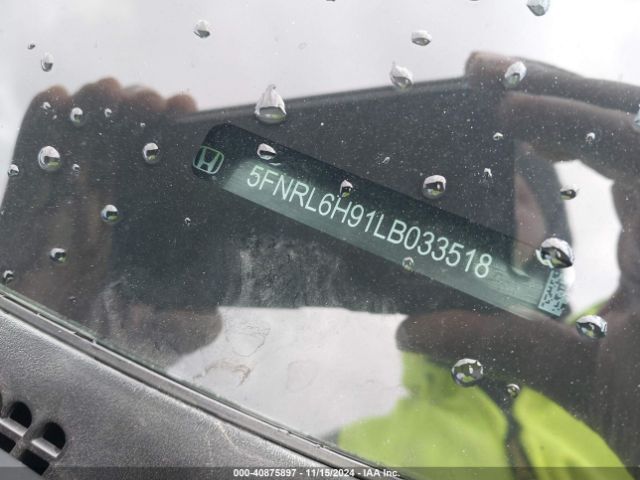 5FNRL6H91LB033518
000-40875897 - 11/15/2024 - IAA Inc.